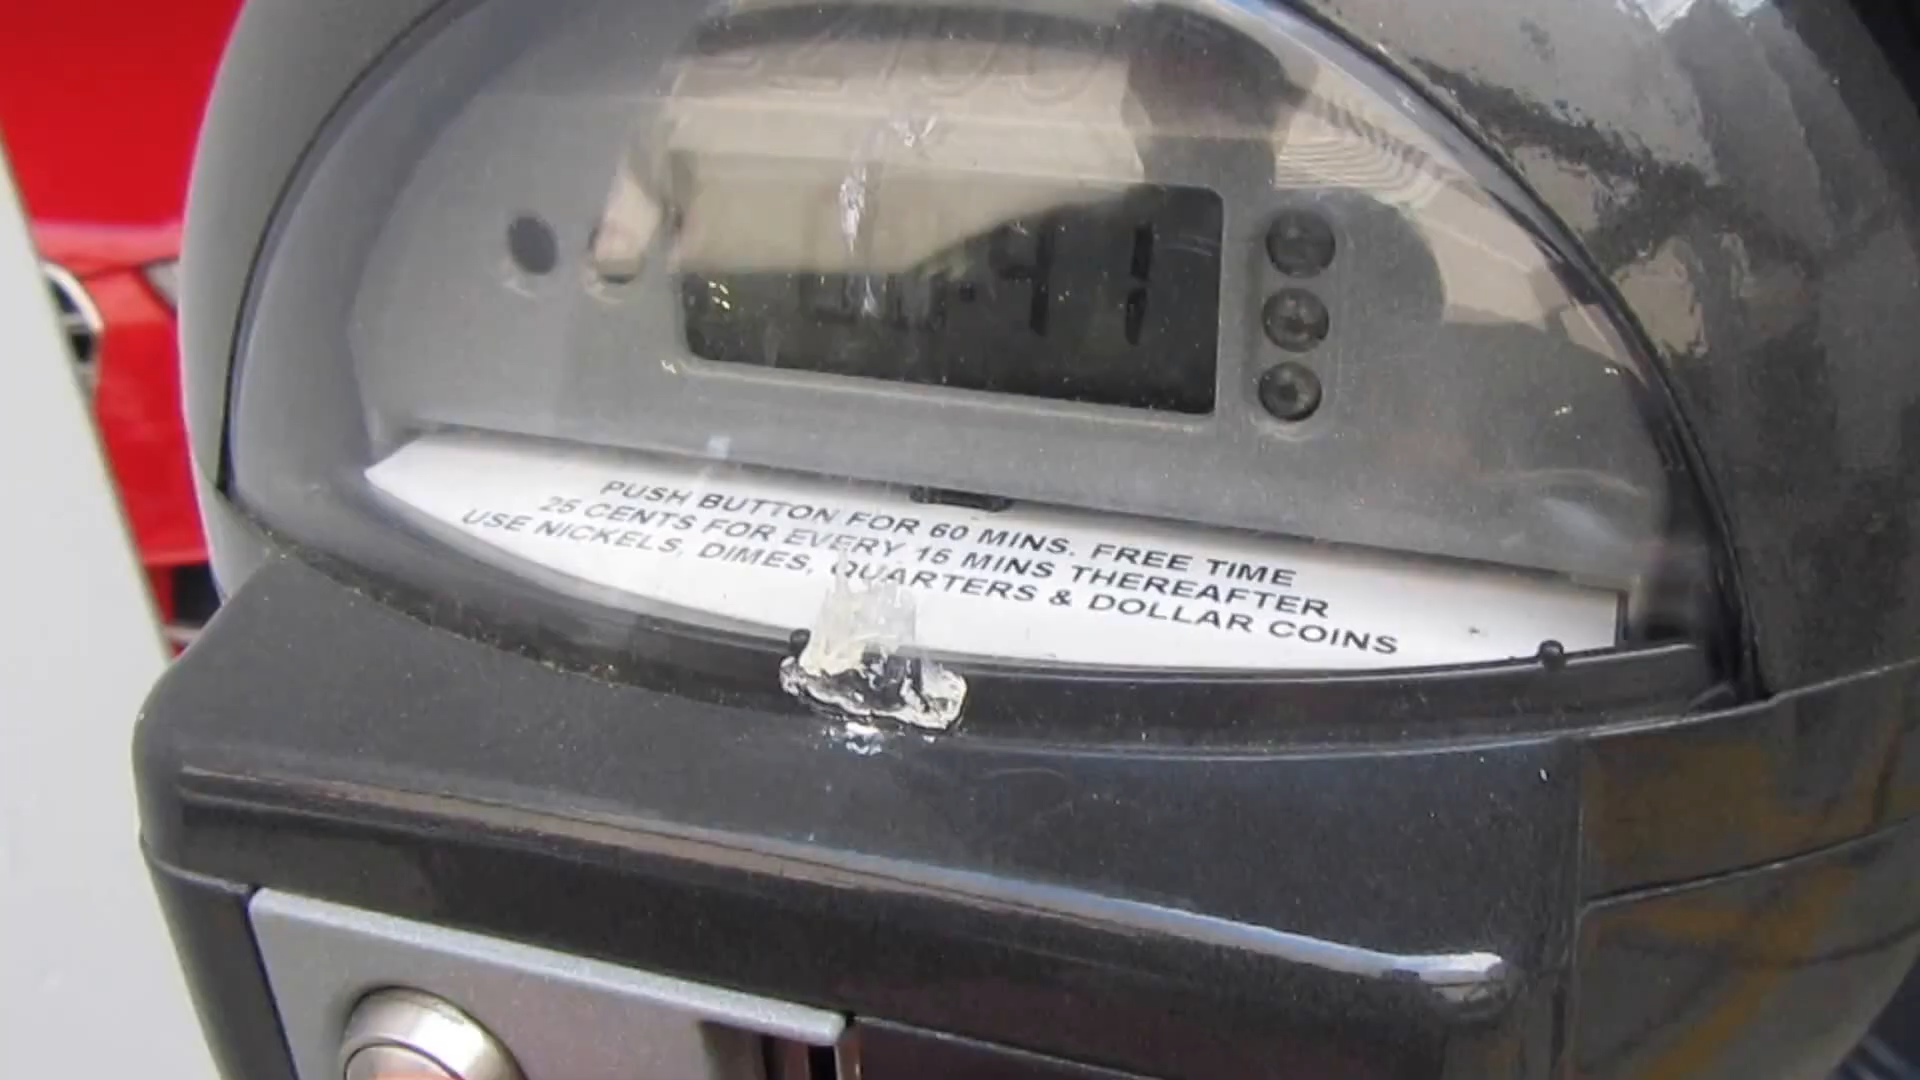 PUSH BUTTON FOR 60 MINS. FREE TIME
25 CENTS FOR EVERY 15 MINS THEREAFTER
USE NICKELS, DIMES, QUARTERS & DOLLAR COINS